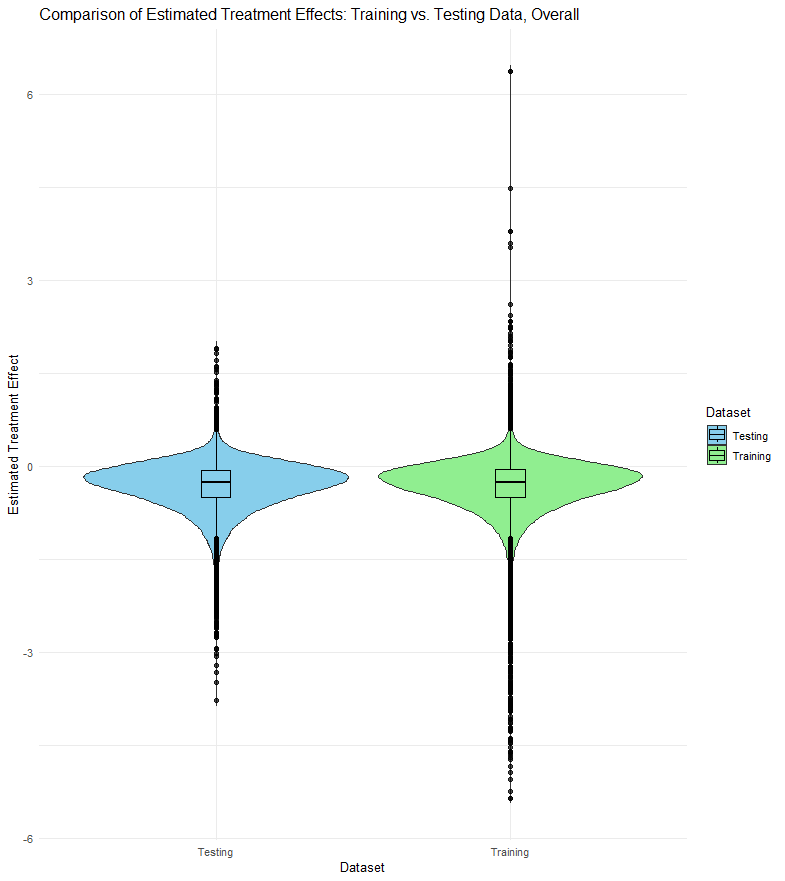 Comparison of Estimated Treatment Effects: Training vs. Testing Data, Overall
Estimated Treatment Effect
6
3
0
-3
-6
Testing
Training
Dataset
Dataset
Testing
Training